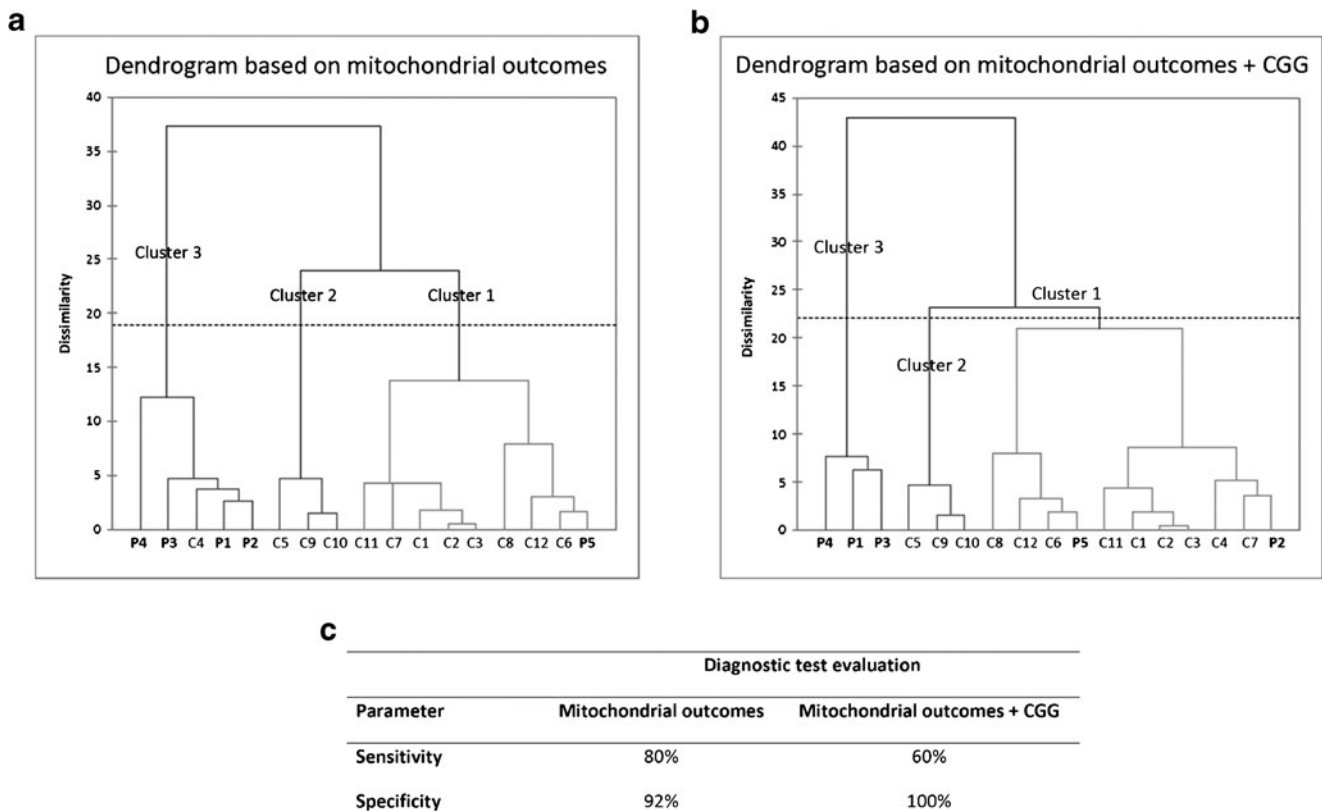 a
Dendrogram based on mitochondrial outcomes
40
35
30
25
20
15
10
5
0
Dissimilarity
Cluster 3
Cluster 2
Cluster 1
P4 P3 C4 P1 P2 C5 C9 C10 C11 C7 C1 C2 C3 C8 C12 C6 P5
b
Dendrogram based on mitochondrial outcomes + CGG
45
40
35
30
25
20
15
10
5
0
Dissimilarity
Cluster 3
Cluster 1
Cluster 2
P4 P1 P3 C5 C9 C10 C8 C12 C6 P5 C11 C1 C2 C3 C4 C7 P2
c
Diagnostic test evaluation
Parameter Mitochondrial outcomes Mitochondrial outcomes + CGG
Sensitivity 80% 60%
Specificity 92% 100%